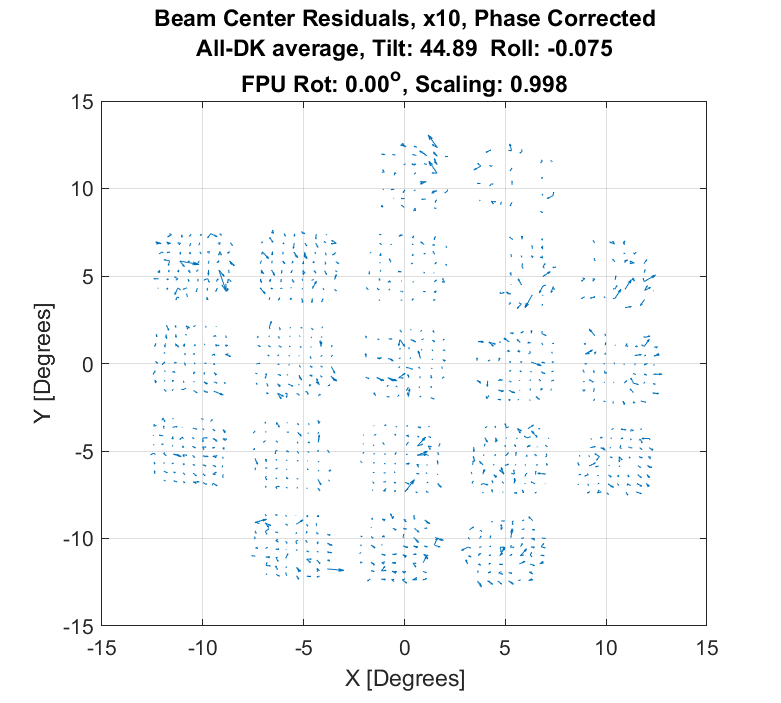 Beam Center Residuals, x10, Phase Corrected
All-DK average, Tilt: 44.89  Roll: -0.075
FPU Rot: 0.00°, Scaling: 0.998
15
10
5
0
-5
-10
-15
Y [Degrees]
-15
-10
-5
0
5
10
15
X [Degrees]